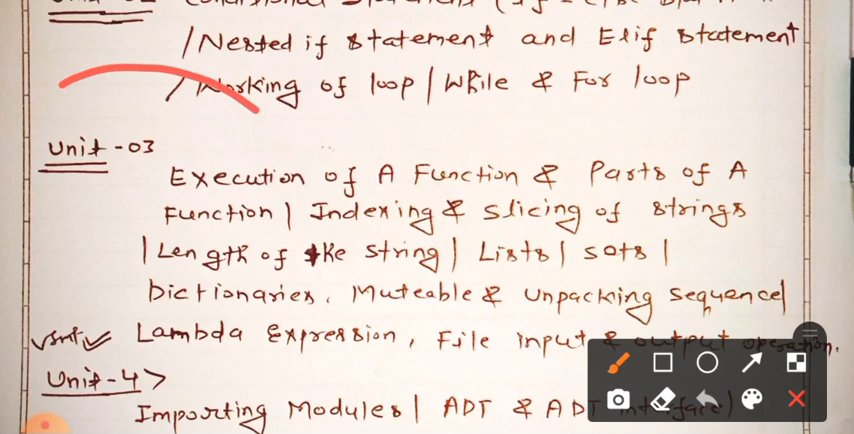 /Nested if statement and Elif statement
/ Working of loop | While & For loop
Unit-03
Execution of A Function & Parts of A
Function | Indexing & Slicing of strings
| Length of the string | Lists | sets |
Dictionaries, Muteable & Unpacking sequence|
Lambda Expression, File input & output operation.
Unit-4>
Importing Modules | ADT & ADT interface)